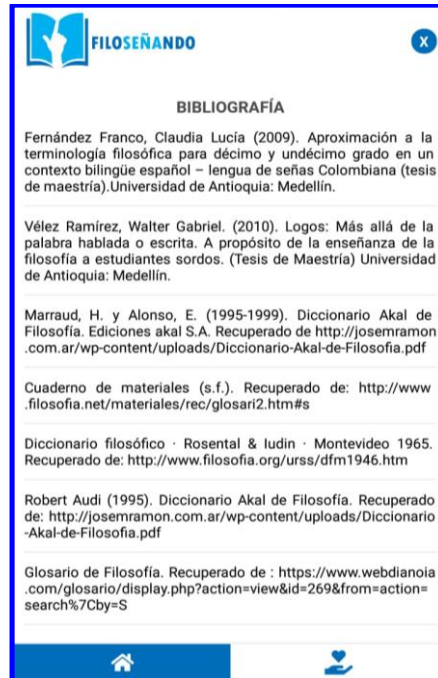 FILOSEÑANDO
X
BIBLIOGRAFÍA
Fernández Franco, Claudia Lucía (2009). Aproximación a la
terminología filosófica para décimo y undécimo grado en un
contexto bilingüe español – lengua de señas Colombiana (tesis
de maestría).Universidad de Antioquia: Medellín.
Vélez Ramírez, Walter Gabriel. (2010). Logos: Más allá de la
palabra hablada o escrita. A propósito de la enseñanza de la
filosofía a estudiantes sordos. (Tesis de Maestría) Universidad
de Antioquia: Medellín.
Marraud, H. y Alonso, E. (1995-1999). Diccionario Akal de
Filosofía. Ediciones akal S.A. Recuperado de http://josemramon
.com.ar/wp-content/uploads/Diccionario-Akal-de-Filosofia.pdf
Cuaderno de materiales (s.f.). Recuperado de: http://www
.filosofia.net/materiales/rec/glosari2.htm#s
Diccionario filosófico · Rosental & Iudin · Montevideo 1965.
Recuperado de: http://www.filosofia.org/urss/dfm1946.htm
Robert Audi (1995). Diccionario Akal de Filosofía. Recuperado
de: http://josemramon.com.ar/wp-content/uploads/Diccionario
-Akal-de-Filosofia.pdf
Glosario de Filosofía. Recuperado de : https://www.webdianoia
.com/glosario/display.php?action=view&id=269&from=action=
search%7Cby=S